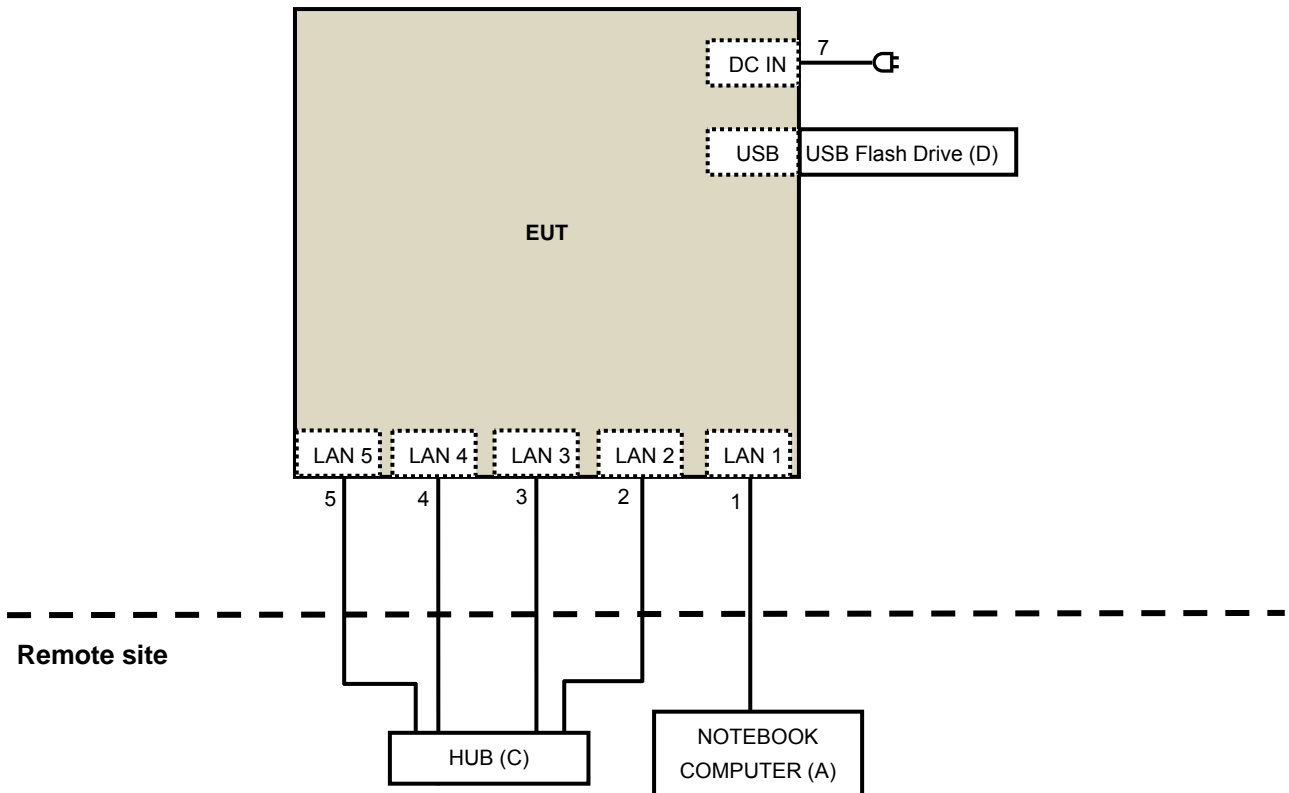 7
DC IN
USB
USB Flash Drive (D)
EUT
LAN 5
LAN 4
LAN 3
LAN 2
LAN 1
5
4
3
2
1
Remote site
HUB (C)
NOTEBOOK
COMPUTER (A)